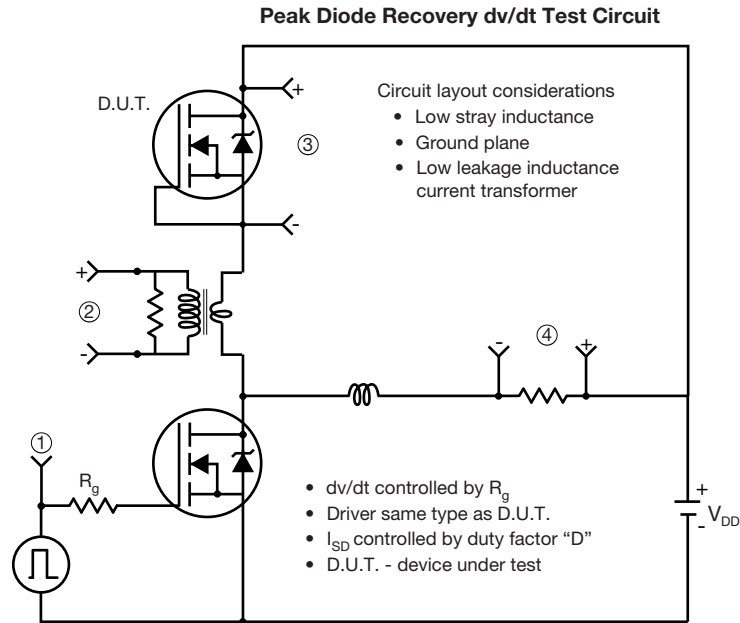 Peak Diode Recovery dv/dt Test Circuit
D.U.T.
+
③
-
Circuit layout considerations
• Low stray inductance
• Ground plane
• Low leakage inductance
current transformer
+
②
-
-
④
+
①
Rg
• dv/dt controlled by Rg
• Driver same type as D.U.T.
• ISD controlled by duty factor “D”
• D.U.T. - device under test
+
VDD
-